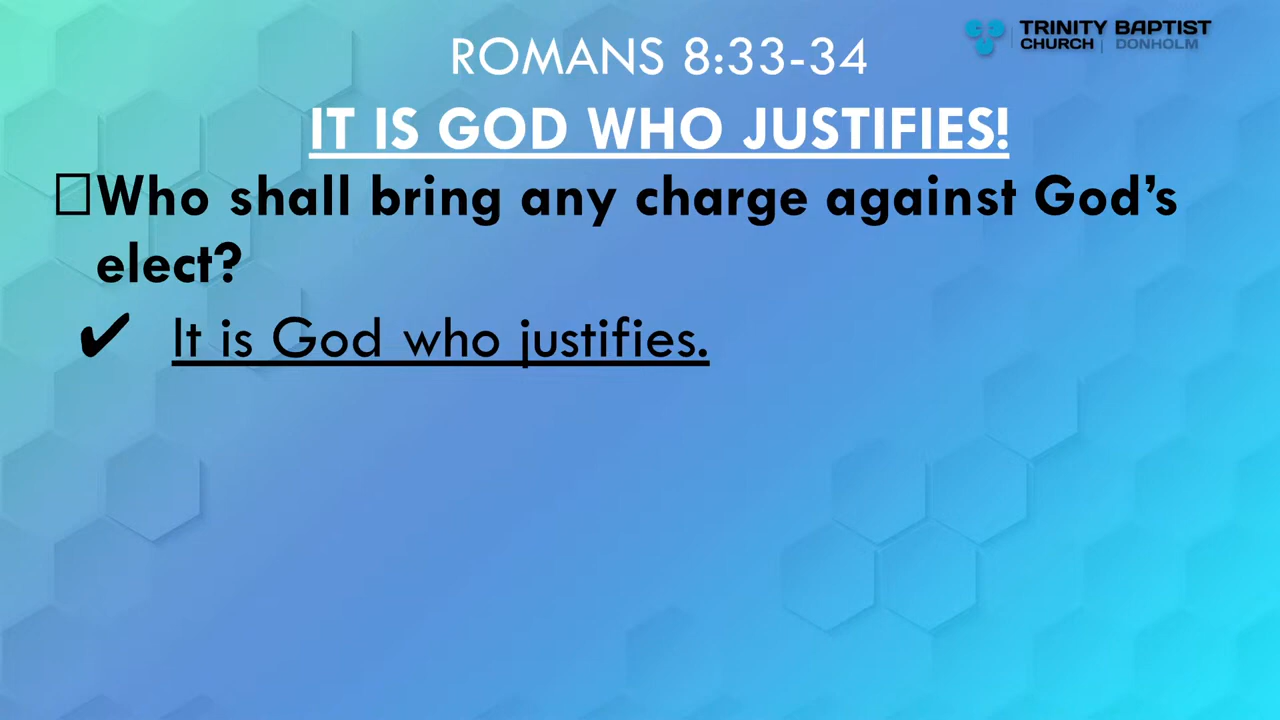 TRINITY BAPTIST
CHURCH | DONHOLM
ROMANS 8:33-34
IT IS GOD WHO JUSTIFIES!
□Who shall bring any charge against God’s
elect?
✔ It is God who justifies.